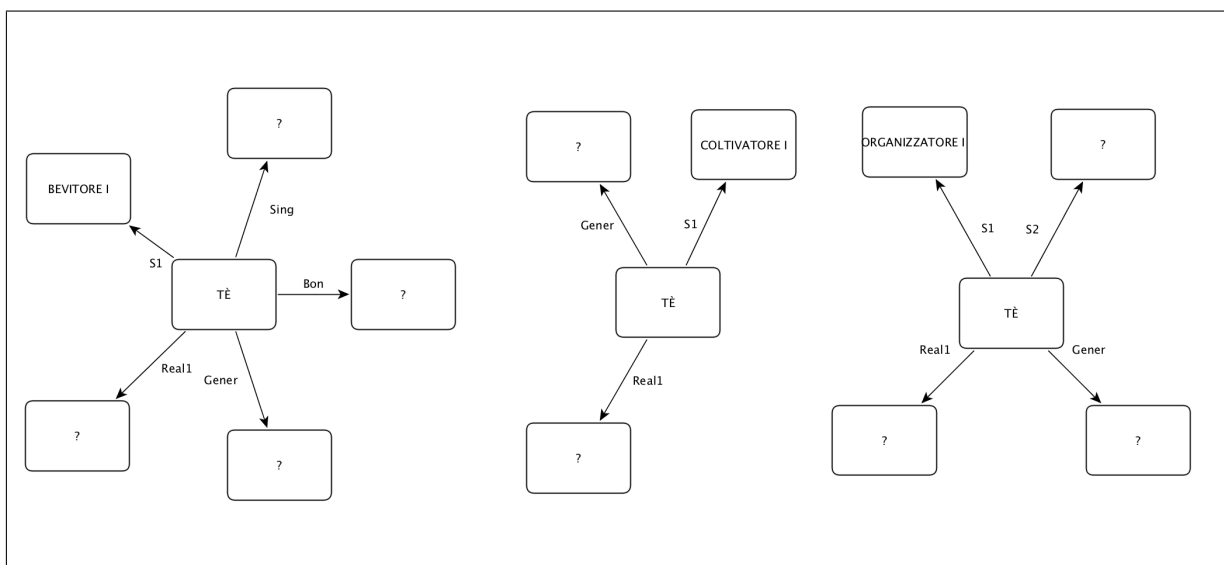 ?
BEVITORE I
Sing
S1
TÈ
Bon
?
Real1
Gener
?
?
?
COLTIVATORE I
Gener
S1
TÈ
Real1
?
ORGANIZZATORE I
?
S1
S2
TÈ
Real1
Gener
?
?